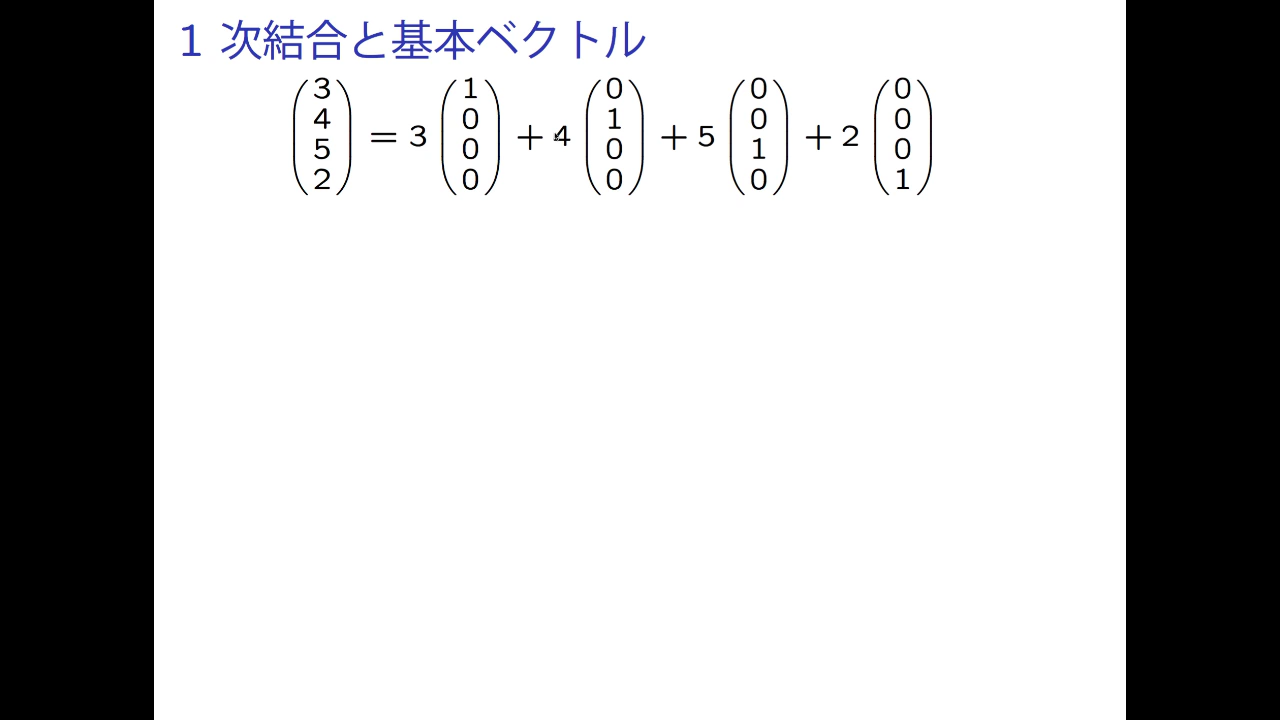 1 次結合と基本ベクトル
3 1 0 0 0
4 0 1 0 0
= 3 + 4 + 5 + 2
5 0 0 1 0
2 0 0 0 1